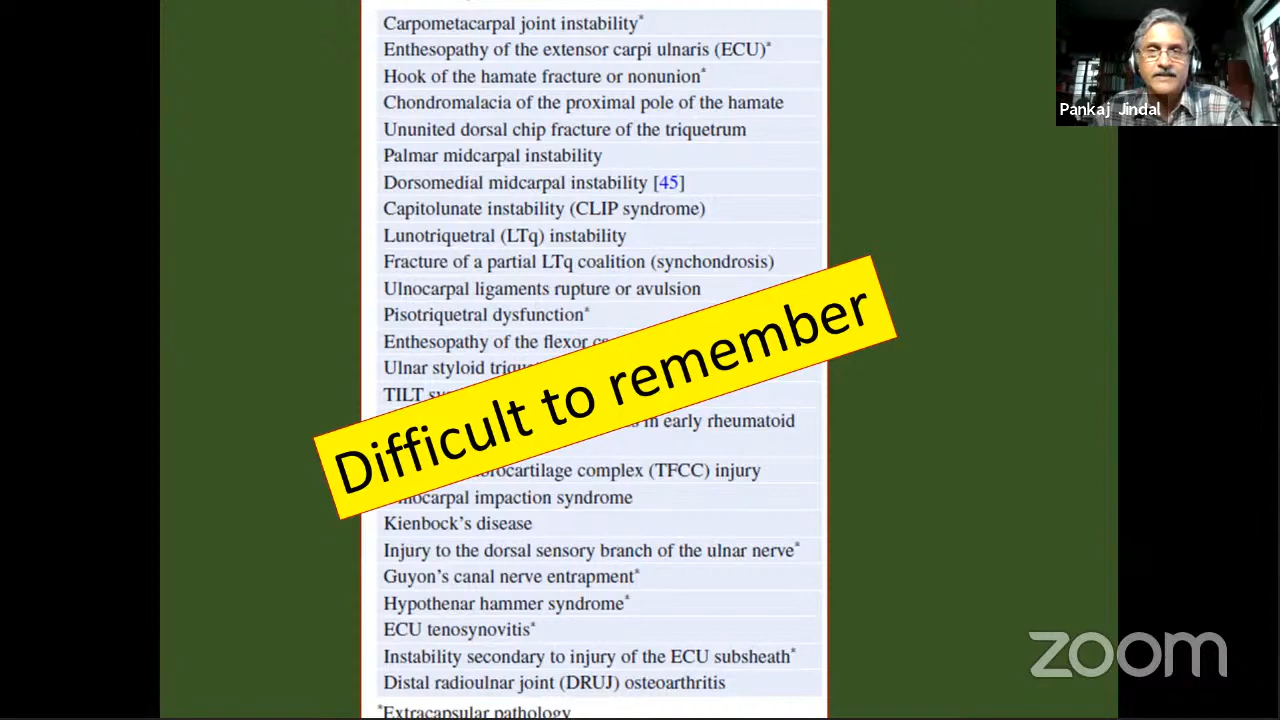 Carpometacarpal joint instability*
Enthesopathy of the extensor carpi ulnaris (ECU)*
Hook of the hamate fracture or nonunion*
Chondromalacia of the proximal pole of the hamate
Ununited dorsal chip fracture of the triquetrum
Palmar midcarpal instability
Dorsomedial midcarpal instability [45]
Capitolunate instability (CLIP syndrome)
Lunotriquetral (LTq) instability
Fracture of a partial LTq coalition (synchondrosis)
Ulnocarpal ligaments rupture or avulsion
Pisotriquetral dysfunction*
Enthesopathy of the flexor
Ulnar styloid
TILT
in early rheumatoid
complex (TFCC) injury
impaction syndrome
Kienbock's disease
Injury to the dorsal sensory branch of the ulnar nerve*
Guyon's canal nerve entrapment*
Hypothenar hammer syndrome*
ECU tenosynovitis*
Instability secondary to injury of the ECU subsheath*
Distal radioulnar joint (DRUJ) osteoarthritis
*Extracapsular pathology
Difficult to remember
Pankaj Jindal
zoom